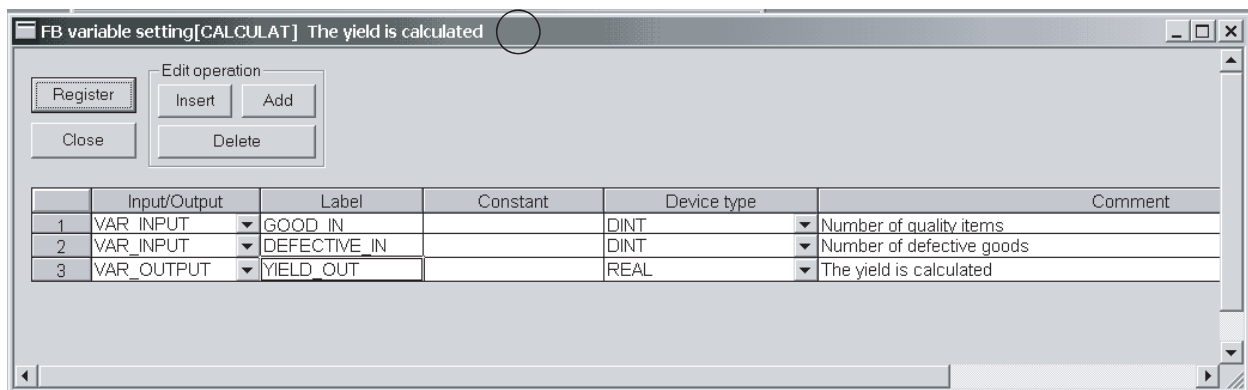 FB variable setting[CALCULAT] The yield is calculated
Edit operation
Register Insert Add
Close Delete
Input/Output Label Constant Device type Comment
1 VAR_INPUT GOOD_IN DINT Number of quality items
2 VAR_INPUT DEFECTIVE_IN DINT Number of defective goods
3 VAR_OUTPUT YIELD_OUT REAL The yield is calculated